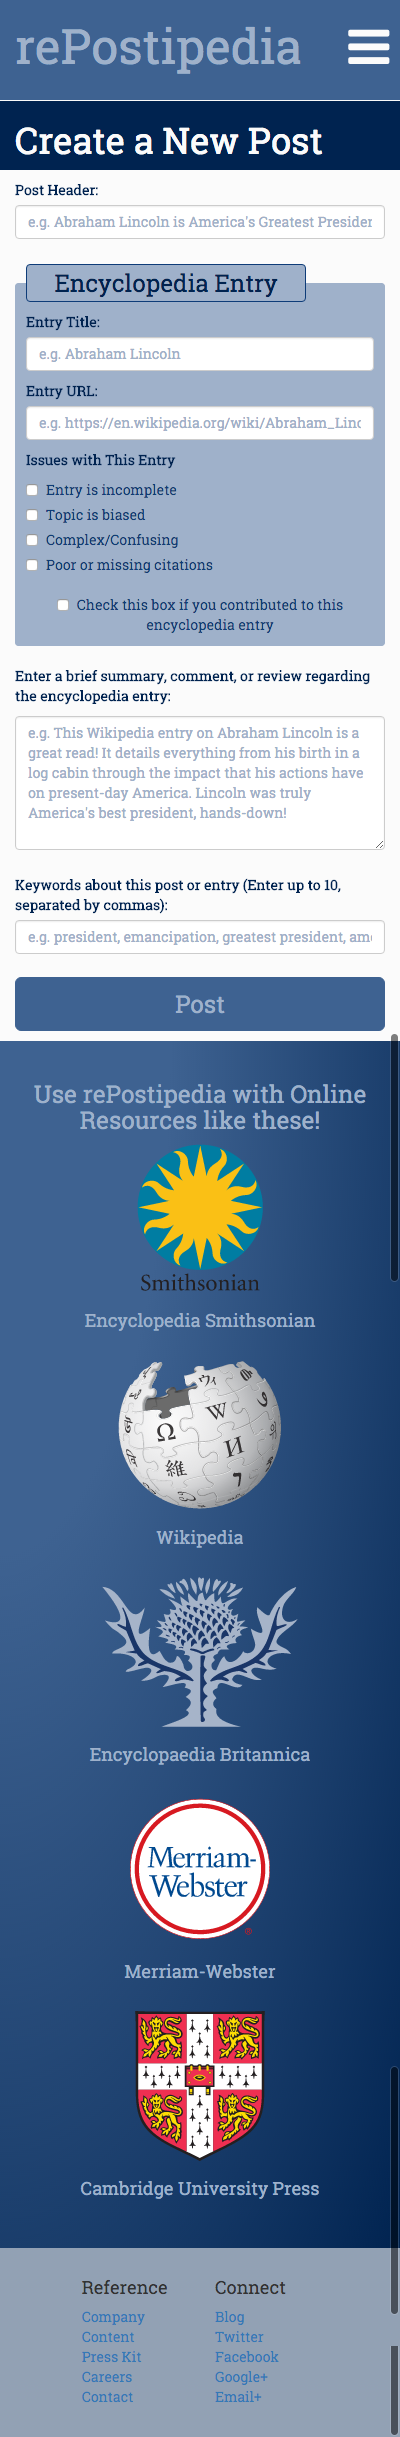 rePostipedia
Create a New Post
Post Header:
e.g. Abraham Lincoln is America's Greatest Presider
Encyclopedia Entry
Entry Title:
e.g. Abraham Lincoln
Entry URL:
e.g. https://en.wikipedia.org/wiki/Abraham_Linc
Issues with This Entry
Entry is incomplete
Topic is biased
Complex/Confusing
Poor or missing citations
Check this box if you contributed to this
encyclopedia entry
Enter a brief summary, comment, or review regarding
the encyclopedia entry:
e.g. This Wikipedia entry on Abraham Lincoln is a
great read! It details everything from his birth in a
log cabin through the impact that his actions have
on present-day America. Lincoln was truly
America's best president, hands-down!
Keywords about this post or entry (Enter up to 10,
separated by commas):
e.g. president, emancipation, greatest president, am
Post
Use rePostipedia with Online
Resources like these!
Smithsonian
Encyclopedia Smithsonian
Ω W И
維
Wikipedia
Encyclopaedia Britannica
Merriam-
Webster
Merriam-Webster
Cambridge University Press
Reference
Company
Content
Press Kit
Careers
Contact
Connect
Blog
Twitter
Facebook
Google+
Email+